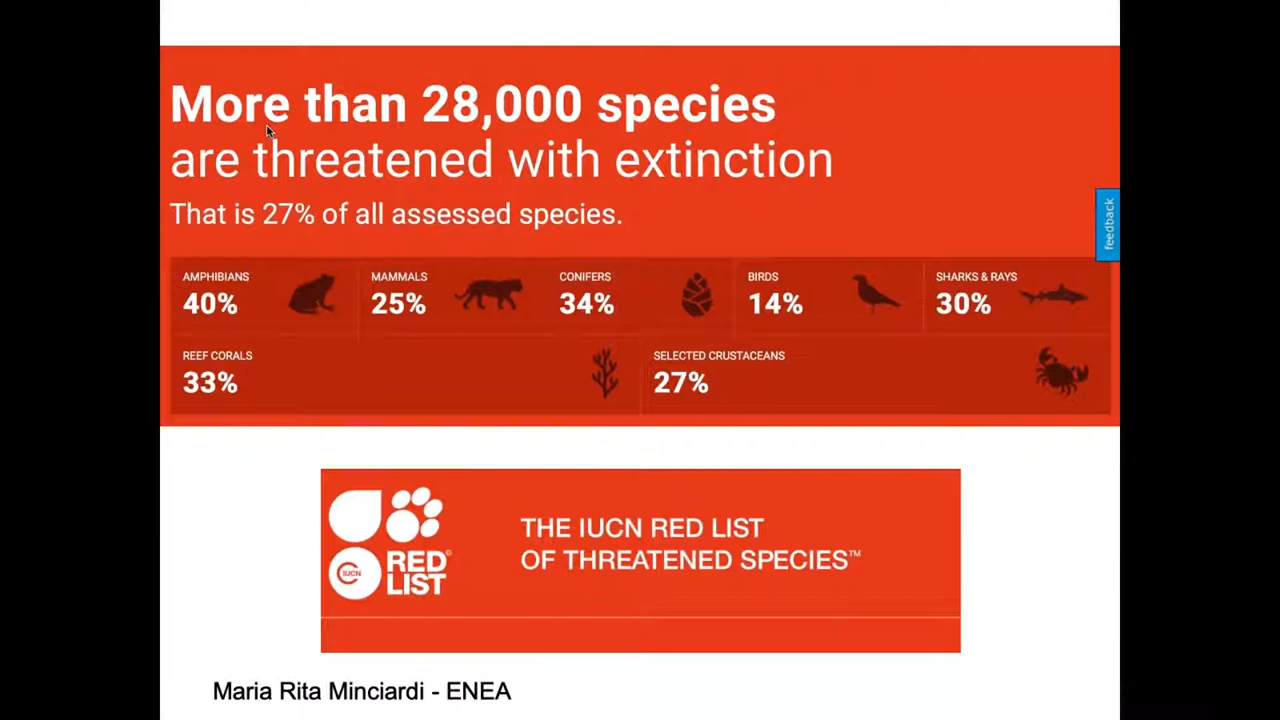 More than 28,000 species
are threatened with extinction
That is 27% of all assessed species.
feedback
AMPHIBIANS
40%
MAMMALS
25%
CONIFERS
34%
BIRDS
14%
SHARKS & RAYS
30%
REEF CORALS
33%
SELECTED CRUSTACEANS
27%
IUCN
RED
LIST
THE IUCN RED LIST
OF THREATENED SPECIES™
Maria Rita Minciardi - ENEA